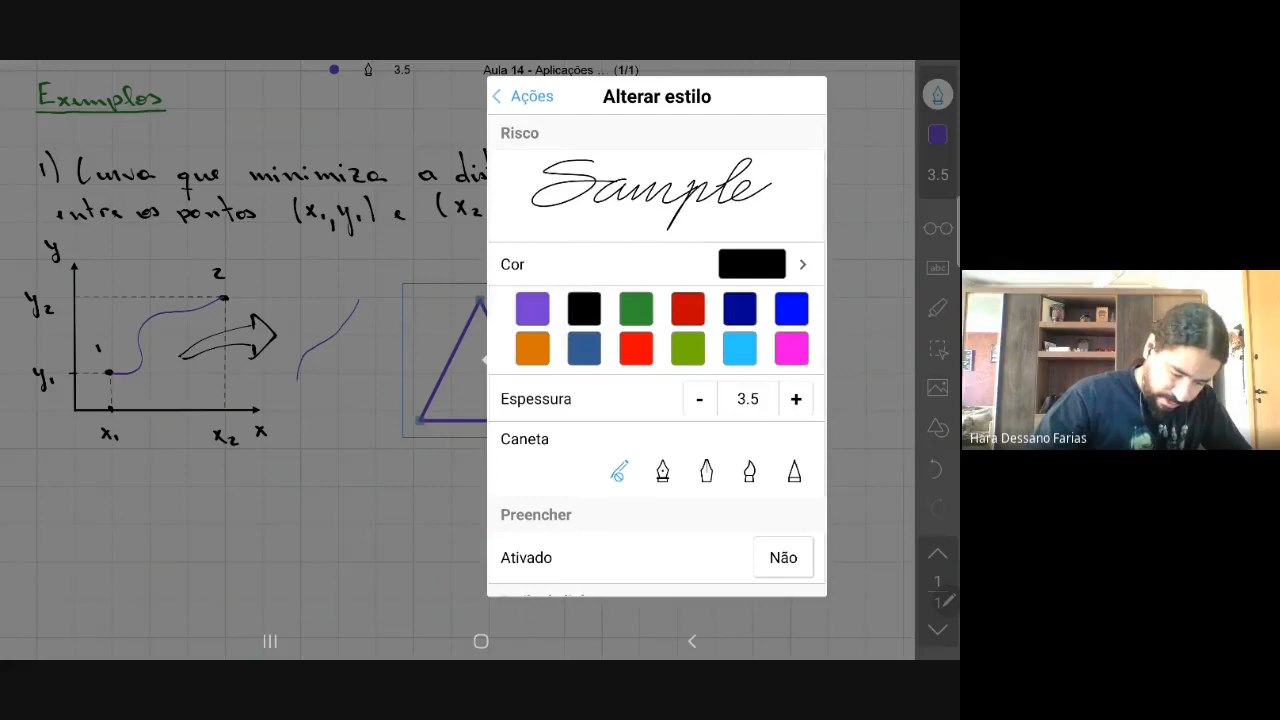 3.5 Aula 14 - Aplicações ... (1/1)
Exemplos
1) Curva que minimiza a dis
entre os pontos (x₁,y₁) e (x₂
y
2
y₂
1
y₁
x₁ x₂ x
Ações Alterar estilo
Risco
Sample
Cor
Espessura - 3.5 +
Caneta
Preencher
Ativado Não
3.5
abc
1
1
Hara Dessano Farias